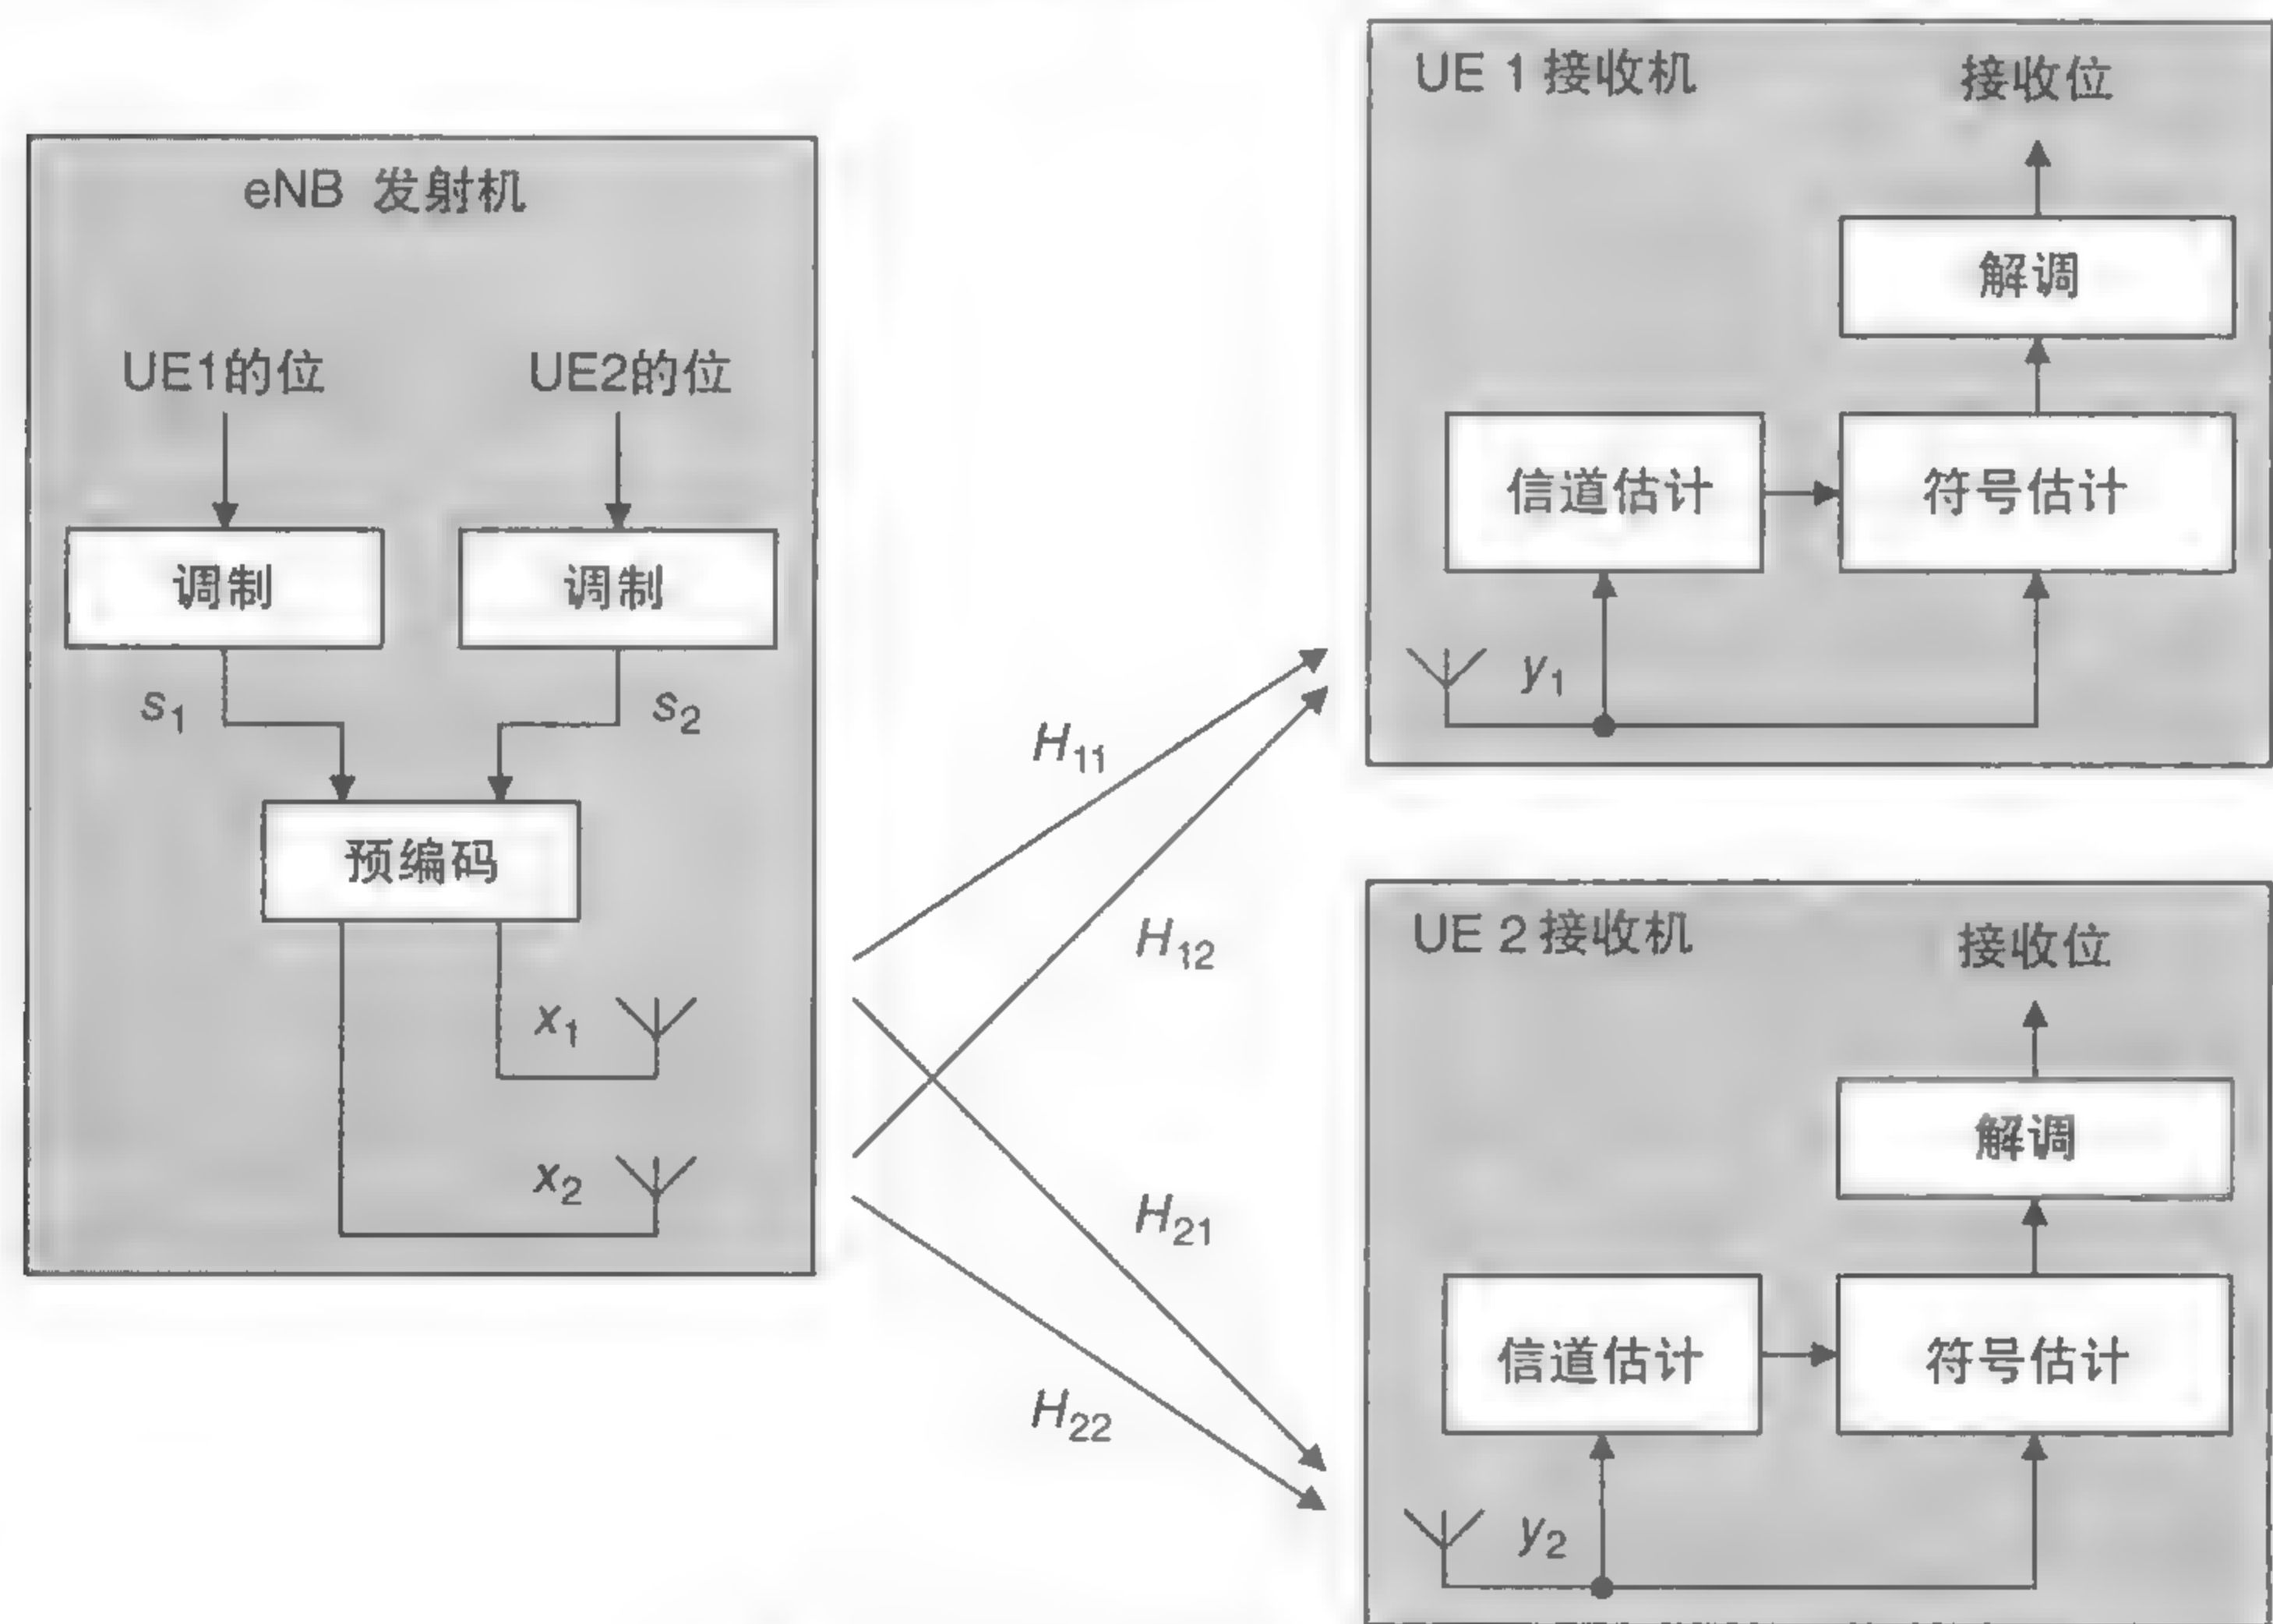 eNB 发射机
UE1的位
UE2的位
调制
调制
s1
s2
预编码
x1
x2
H11
H12
H21
H22
UE 1 接收机
接收位
解调
信道估计
符号估计
y1
UE 2 接收机
接收位
解调
信道估计
符号估计
y2